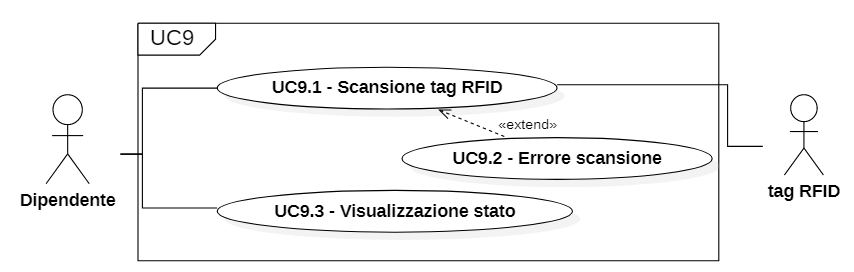 UC9
UC9.1 - Scansione tag RFID
«extend»
UC9.2 - Errore scansione
Dipendente
tag RFID
UC9.3 - Visualizzazione stato